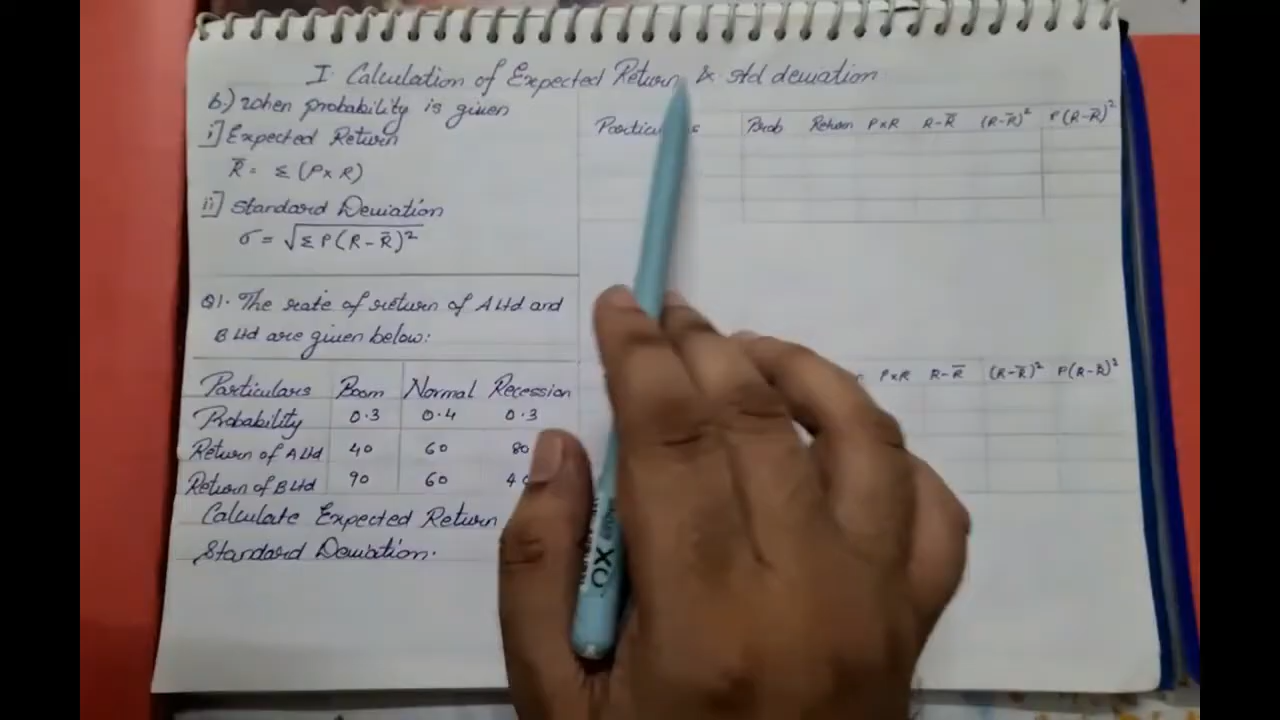 I. Calculation of Expected Return & std deviation
b.) when probability is given
i] Expected Return
R̄ = Σ (P×R)
ii] Standard Deviation
σ = √Σ P (R-R̄)²
Q1. The rate of return of A Ltd and
B Ltd are given below:
Particulars Boom Normal Recession
Probability 0.3 0.4 0.3
Return of A Ltd 40 60 80
Return of B Ltd 90 60
Calculate Expected Return
Standard Deviation.
Prob Return P×R R-R̄ (R-R̄)² P(R-R̄)²
P×R R-R̄ (R-R̄)² P(R-R̄)²
XO